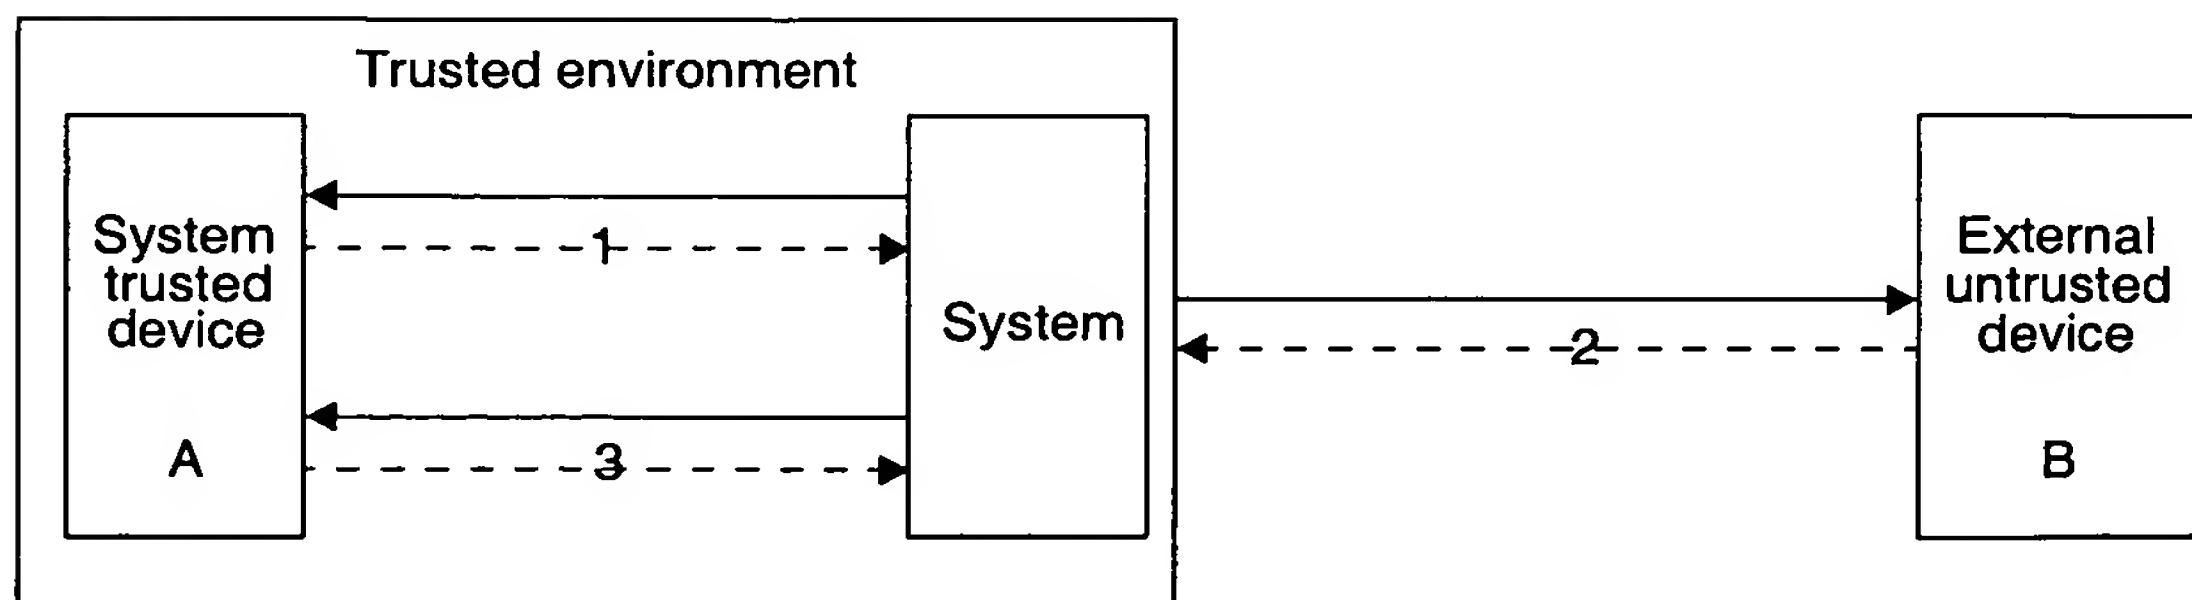 Trusted environment
System
trusted
device
A
1
3
System
2
External
untrusted
device
B